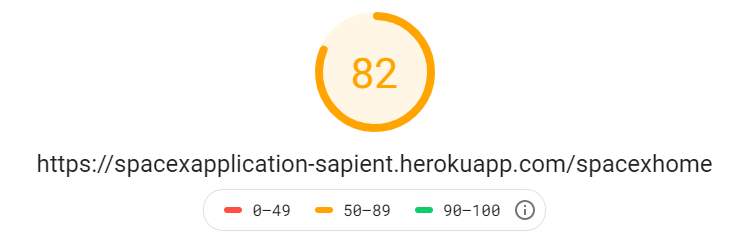 82
https://spacexapplication-sapient.herokuapp.com/spacexhome
0–49 50–89 90–100